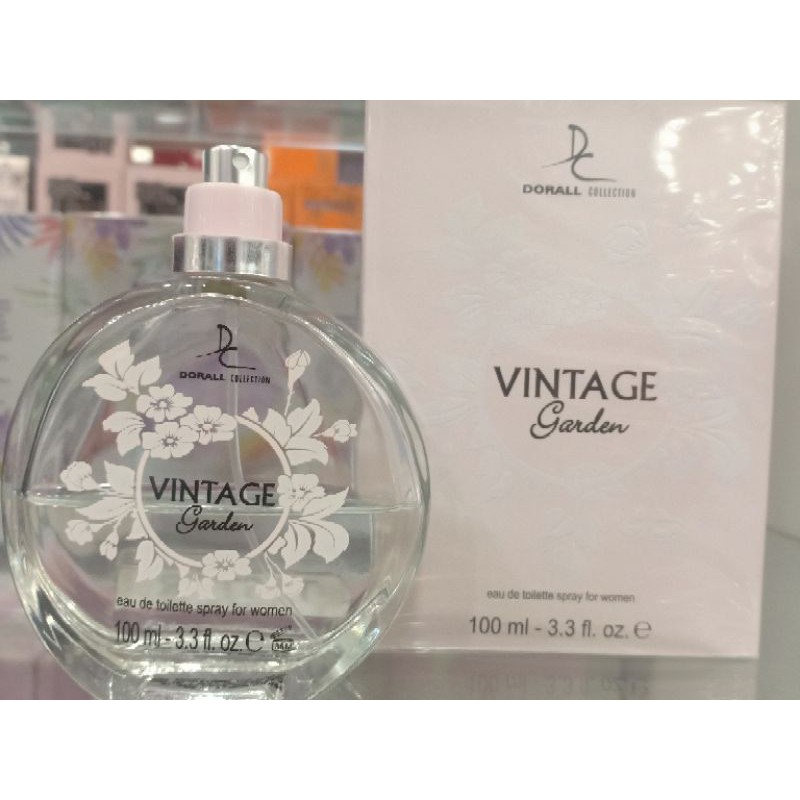 DC
DORALL COLLECTION
VINTAGE
Garden
eau de toilette spray for women
100 ml - 3.3 fl. oz. e
DC
DORALL COLLECTION
VINTAGE
Garden
eau de toilette spray for women
100 ml - 3.3 fl. oz. e